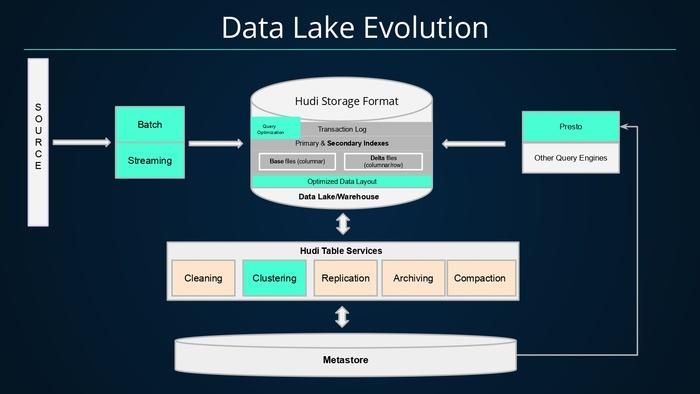 Data Lake Evolution
SOURCE
Batch
Streaming
Hudi Storage Format
Query
Optimization
Transaction Log
Primary & Secondary Indexes
Base files (columnar)
Delta files
(columnar/row)
Optimized Data Layout
Data Lake/Warehouse
Presto
Other Query Engines
Hudi Table Services
Cleaning
Clustering
Replication
Archiving
Compaction
Metastore